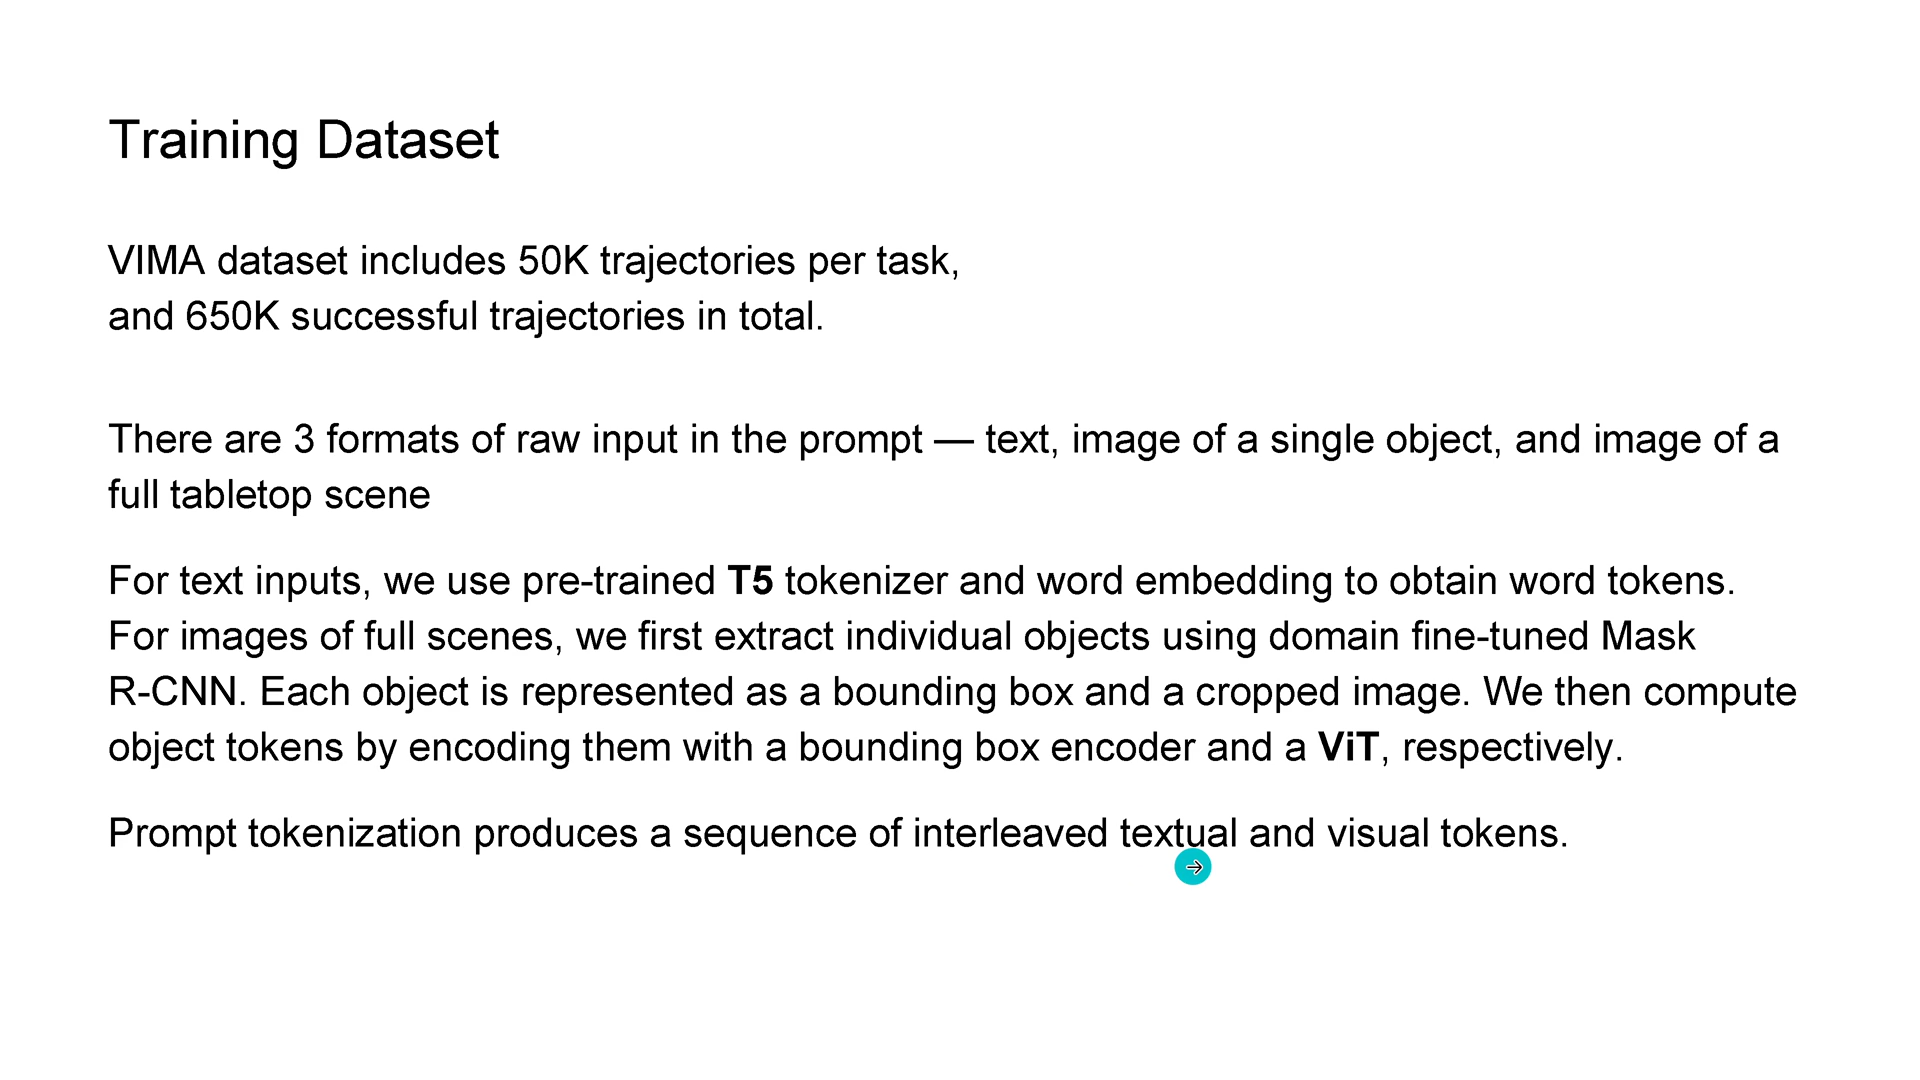 Training Dataset
VIMA dataset includes 50K trajectories per task,
and 650K successful trajectories in total.
There are 3 formats of raw input in the prompt — text, image of a single object, and image of a
full tabletop scene
For text inputs, we use pre-trained T5 tokenizer and word embedding to obtain word tokens.
For images of full scenes, we first extract individual objects using domain fine-tuned Mask
R-CNN. Each object is represented as a bounding box and a cropped image. We then compute
object tokens by encoding them with a bounding box encoder and a ViT, respectively.
Prompt tokenization produces a sequence of interleaved textual and visual tokens.